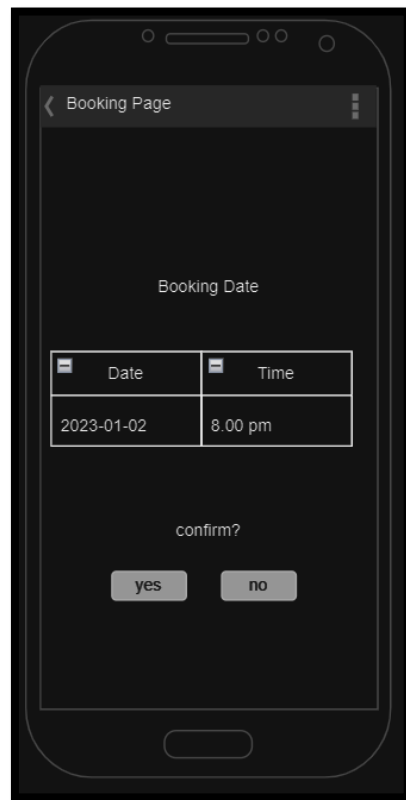 Booking Page
Booking Date
Date Time
2023-01-02 8.00 pm
confirm?
yes no